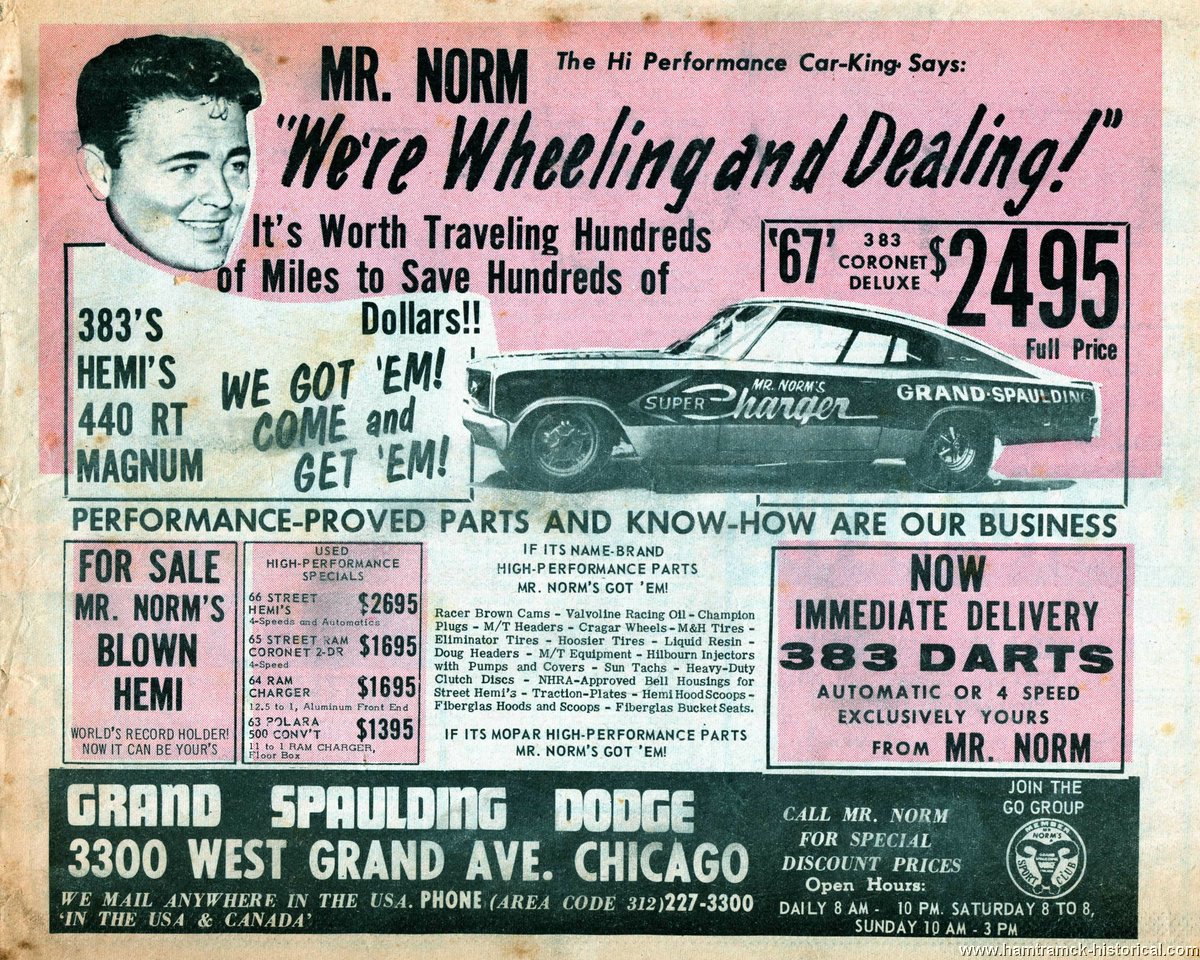 MR. NORM
The Hi Performance Car-King Says:
"We're Wheeling and Dealing!"
It's Worth Traveling Hundreds
of Miles to Save Hundreds of
Dollars!!
'67' 383 CORONET DELUXE $2495
Full Price
383'S
HEMI'S
440 RT
MAGNUM
WE GOT 'EM!
COME and
GET 'EM!
MR. NORM'S
SUPER Charger
GRAND-SPAULDING
PERFORMANCE-PROVED PARTS AND KNOW-HOW ARE OUR BUSINESS
FOR SALE
MR. NORM'S
BLOWN
HEMI
WORLD'S RECORD HOLDER!
NOW IT CAN BE YOUR'S
USED
HIGH-PERFORMANCE
SPECIALS
66 STREET HEMI'S $2695
4-Speeds and Automatics
65 STREET RAM CORONET 2-DR $1695
4-Speed
64 RAM CHARGER $1695
12.5 to 1, Aluminum Front End
63 POLARA 500 CONV'T $1395
11 to 1 RAM CHARGER,
Floor Box
IF ITS NAME-BRAND
HIGH-PERFORMANCE PARTS
MR. NORM'S GOT 'EM!
Racer Brown Cams - Valvoline Racing Oil - Champion
Plugs - M/T Headers - Cragar Wheels - M&H Tires -
Eliminator Tires - Hoosier Tires - Liquid Resin -
Doug Headers - M/T Equipment - Hilbourn Injectors
with Pumps and Covers - Sun Tachs - Heavy-Duty
Clutch Discs - NHRA-Approved Bell Housings for
Street Hemi's - Traction-Plates - Hemi Hood Scoops -
Fiberglas Hoods and Scoops - Fiberglas Bucket Seats.
IF ITS MOPAR HIGH-PERFORMANCE PARTS
MR. NORM'S GOT 'EM!
NOW
IMMEDIATE DELIVERY
383 DARTS
AUTOMATIC OR 4 SPEED
EXCLUSIVELY YOURS
FROM MR. NORM
GRAND SPAULDING DODGE
3300 WEST GRAND AVE. CHICAGO
WE MAIL ANYWHERE IN THE USA. PHONE (AREA CODE 312) 227-3300
'IN THE USA & CANADA'
CALL MR. NORM
FOR SPECIAL
DISCOUNT PRICES
Open Hours:
DAILY 8 AM - 10 PM. SATURDAY 8 TO 8,
SUNDAY 10 AM - 3 PM
JOIN THE
GO GROUP
MEMBER
NORM'S
SPORT CLUB
www.hamtramck-historical.com